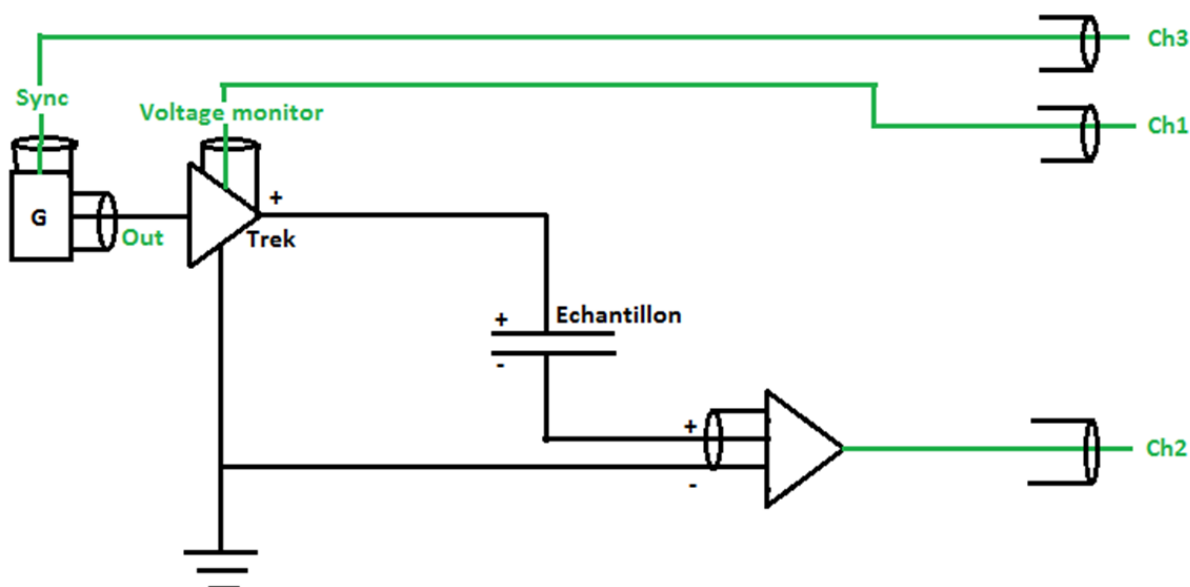 Ch3
Sync
Voltage monitor
Ch1
G
+
Out
Trek
+
Echantillon
-
+
-
Ch2